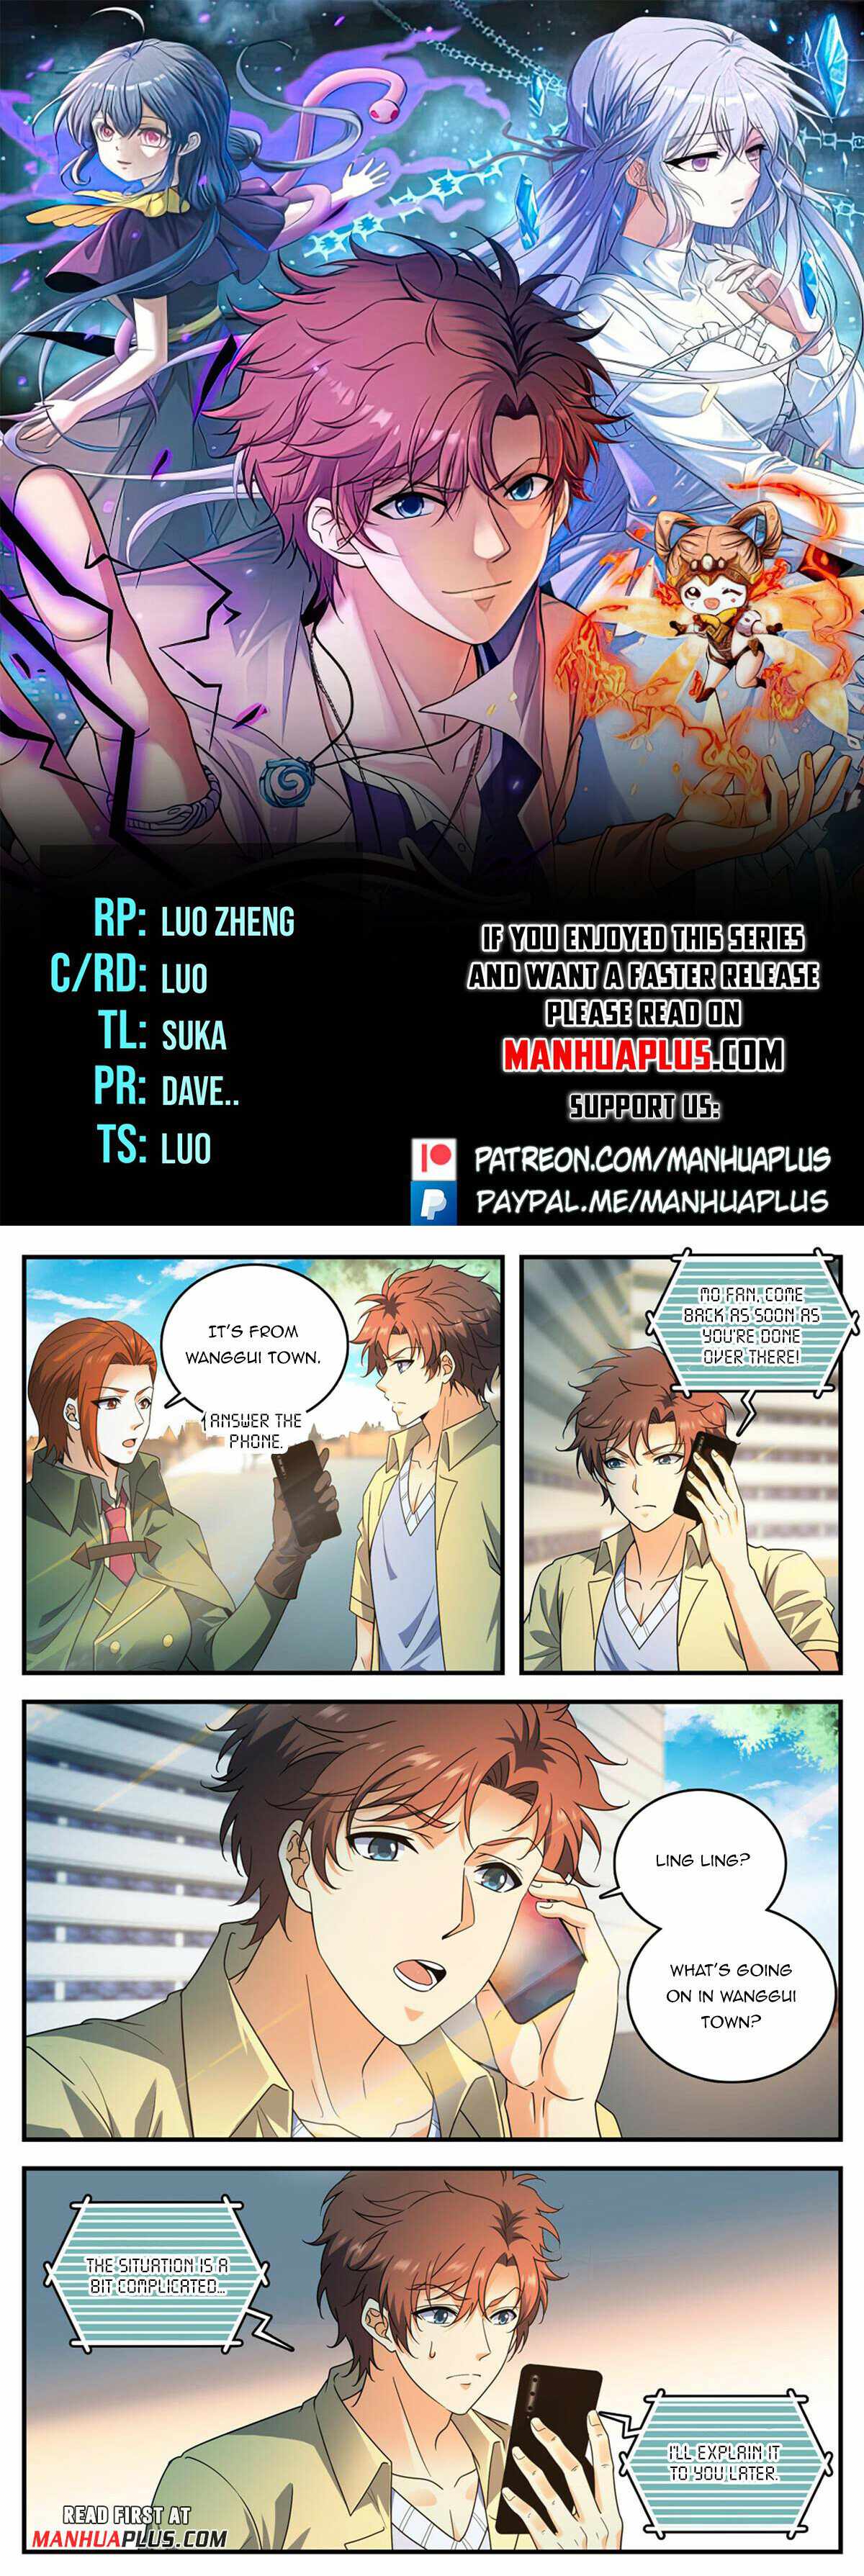 RP: LUO ZHENG
C/RD: LUO
TL: SUKA
PR: DAVE..
TS: LUO
IF YOU ENJOYED THIS SERIES
AND WANT A FASTER RELEASE
PLEASE READ ON
MANHUAPLUS.COM
SUPPORT US:
PATREON.COM/MANHUAPLUS
PAYPAL.ME/MANHUAPLUS
IT'S FROM
WANGGUI TOWN.
ANSWER THE
PHONE.
MO FAN, COME
BACK AS SOON AS
YOU'RE DONE
OVER THERE!
LING LING?
WHAT'S GOING
ON IN WANGGUI
TOWN?
THE SITUATION IS A
BIT COMPLICATED...
I'LL EXPLAIN IT
TO YOU LATER.
READ FIRST AT
MANHUAPLUS.COM